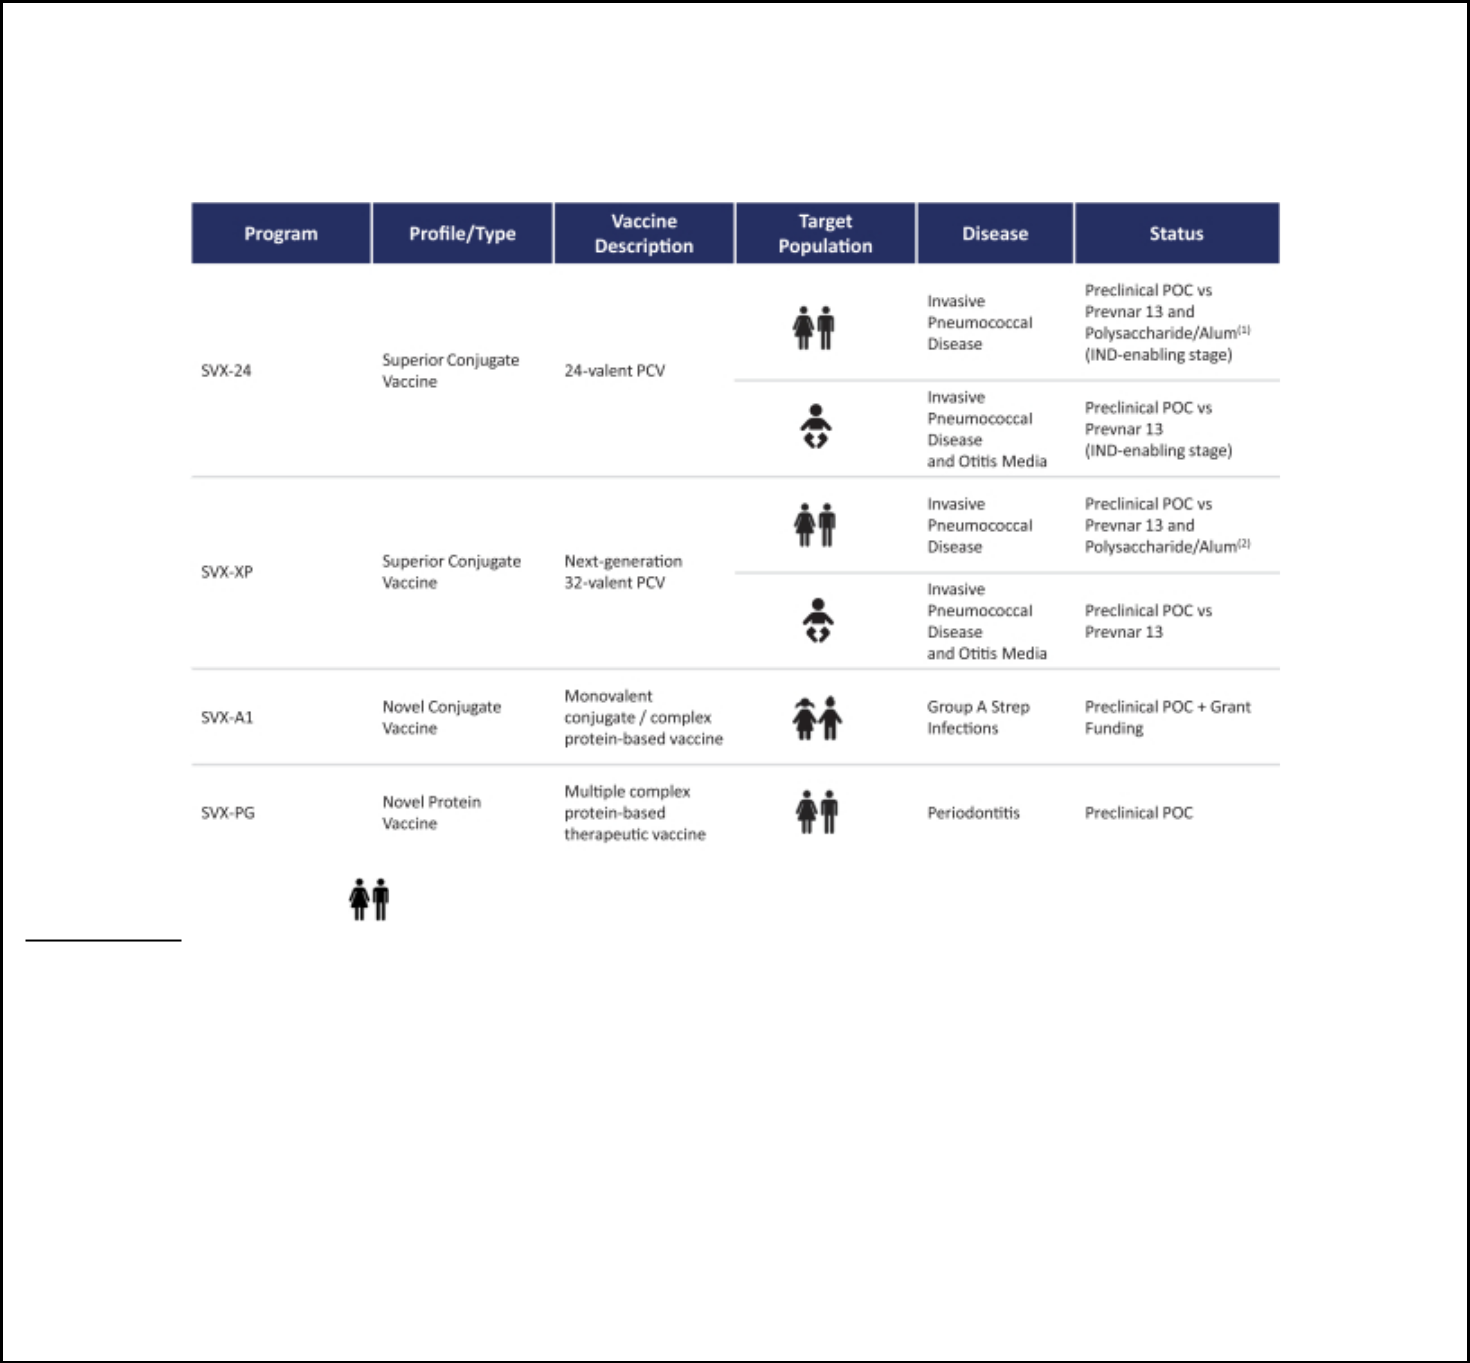 Program
Profile/Type
Vaccine
Description
Target
Population
Disease
Status
SVX-24
Superior Conjugate
Vaccine
24-valent PCV
Invasive
Pneumococcal
Disease
Preclinical POC vs
Prevnar 13 and
Polysaccharide/Alum(1)
(IND-enabling stage)
Invasive
Pneumococcal
Disease
and Otitis Media
Preclinical POC vs
Prevnar 13
(IND-enabling stage)
SVX-XP
Superior Conjugate
Vaccine
Next-generation
32-valent PCV
Invasive
Pneumococcal
Disease
Preclinical POC vs
Prevnar 13 and
Polysaccharide/Alum(2)
Invasive
Pneumococcal
Disease
and Otitis Media
Preclinical POC vs
Prevnar 13
SVX-A1
Novel Conjugate
Vaccine
Monovalent
conjugate / complex
protein-based vaccine
Group A Strep
Infections
Preclinical POC + Grant
Funding
SVX-PG
Novel Protein
Vaccine
Multiple complex
protein-based
therapeutic vaccine
Periodontitis
Preclinical POC